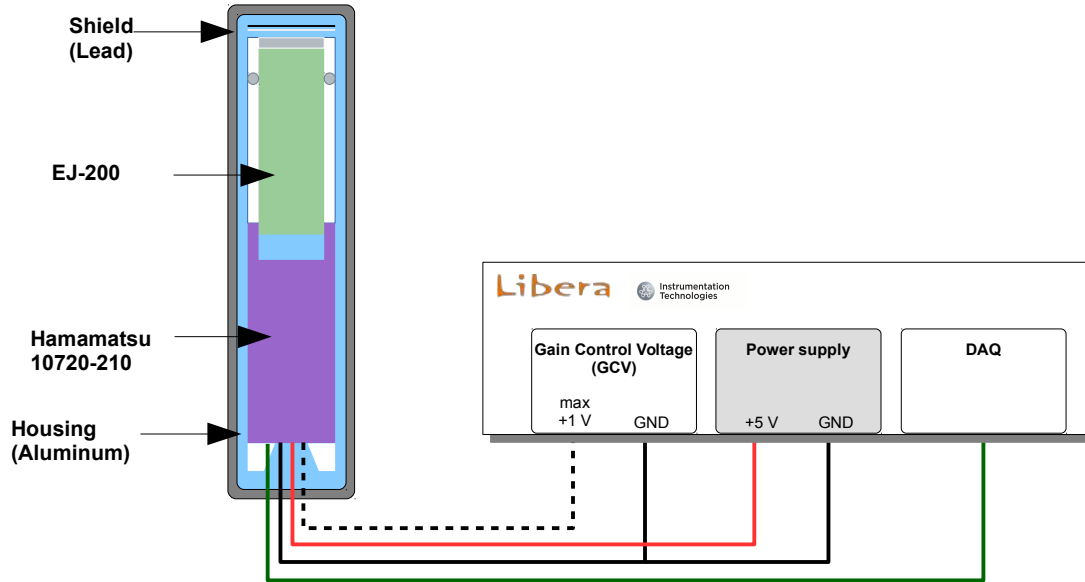 Shield
(Lead)
EJ-200
Hamamatsu
10720-210
Housing
(Aluminum)
Libera
Instrumentation
Technologies
Gain Control Voltage
(GCV)
max
+1 V
GND
Power supply
+5 V
GND
DAQ